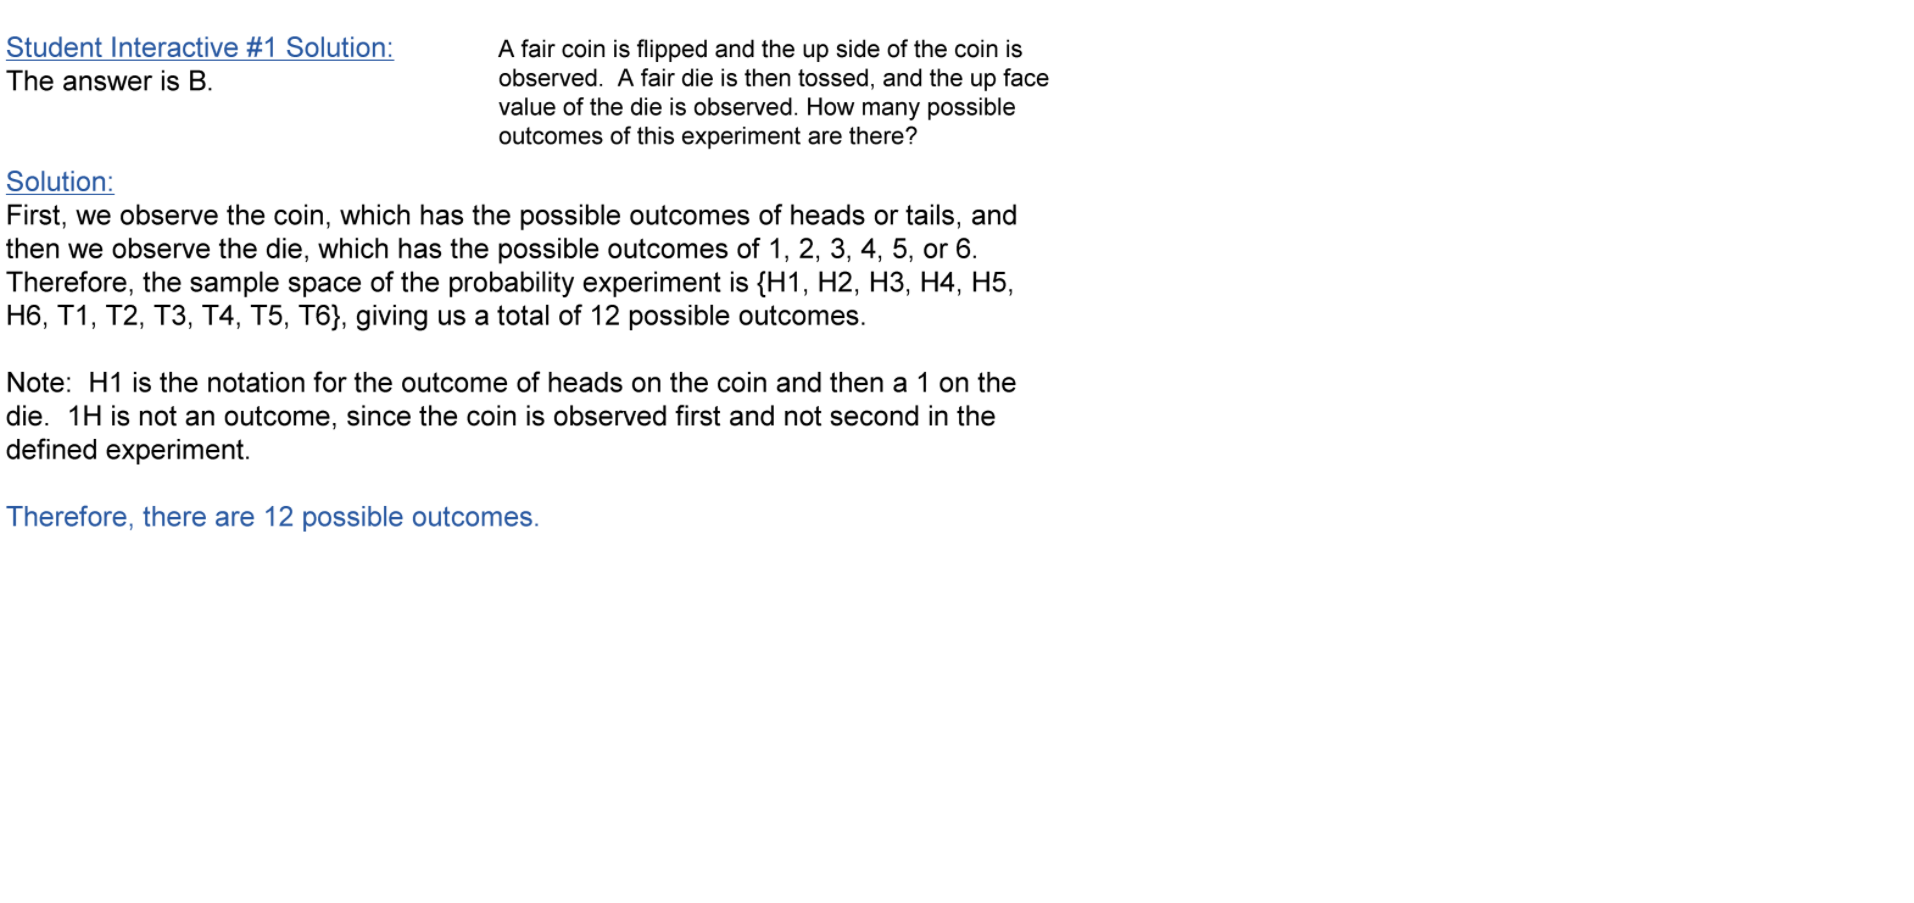 Student Interactive #1 Solution:
The answer is B.
A fair coin is flipped and the up side of the coin is
observed.  A fair die is then tossed, and the up face
value of the die is observed. How many possible
outcomes of this experiment are there?
Solution:
First, we observe the coin, which has the possible outcomes of heads or tails, and
then we observe the die, which has the possible outcomes of 1, 2, 3, 4, 5, or 6.
Therefore, the sample space of the probability experiment is {H1, H2, H3, H4, H5,
H6, T1, T2, T3, T4, T5, T6}, giving us a total of 12 possible outcomes.
Note:  H1 is the notation for the outcome of heads on the coin and then a 1 on the
die.  1H is not an outcome, since the coin is observed first and not second in the
defined experiment.
Therefore, there are 12 possible outcomes.